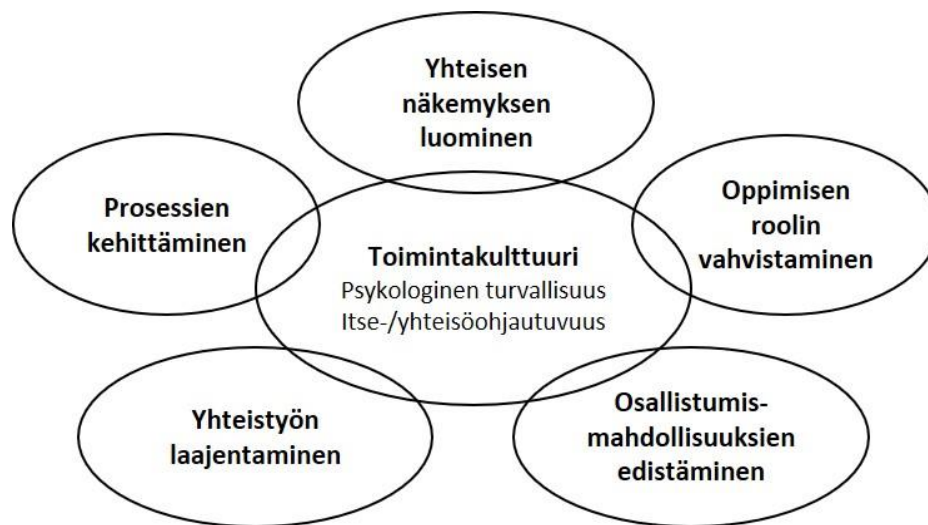 Yhteisen
näkemyksen
luominen
Prosessien
kehittäminen
Oppimisen
roolin
vahvistaminen
Toimintakulttuuri
Psykologinen turvallisuus
Itse-/yhteisöohjautuvuus
Yhteistyön
laajentaminen
Osallistumis-
mahdollisuuksien
edistäminen